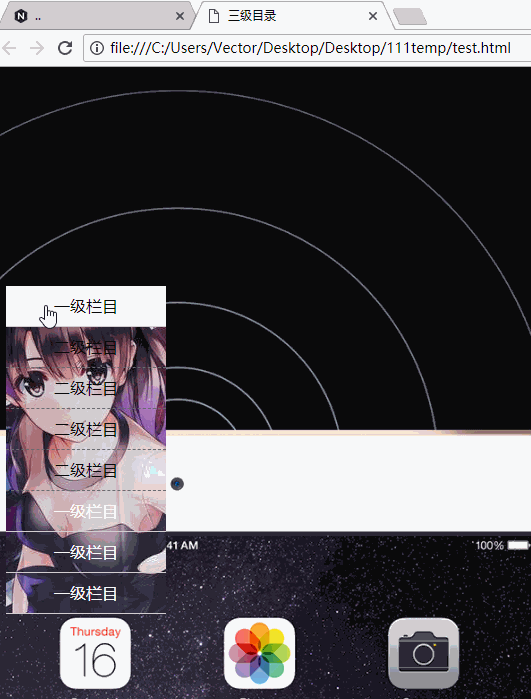 ..
三级目录
file:///C:/Users/Vector/Desktop/Desktop/111temp/test.html
一级栏目
二级栏目
二级栏目
二级栏目
二级栏目
一级栏目
一级栏目
一级栏目
41 AM
100%
Thursday
16